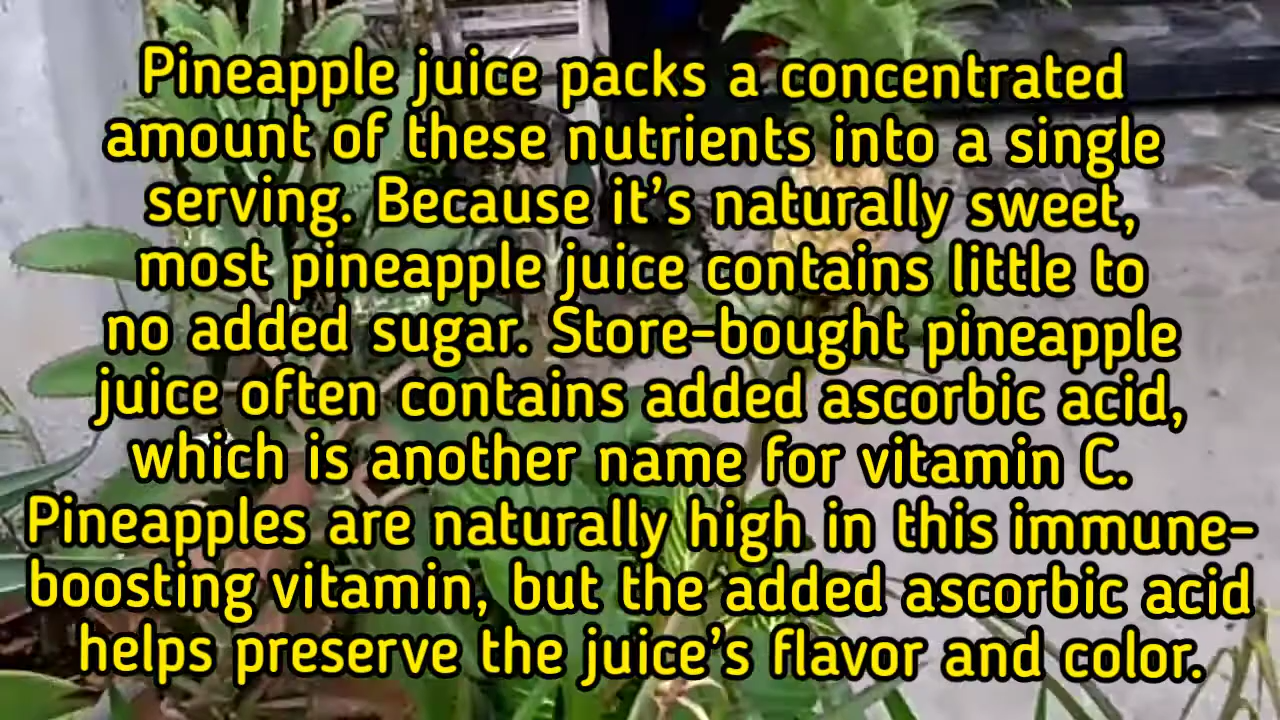 Pineapple juice packs a concentrated
amount of these nutrients into a single
serving. Because it’s naturally sweet,
most pineapple juice contains little to
no added sugar. Store-bought pineapple
juice often contains added ascorbic acid,
which is another name for vitamin C.
Pineapples are naturally high in this immune-
boosting vitamin, but the added ascorbic acid
helps preserve the juice’s flavor and color.